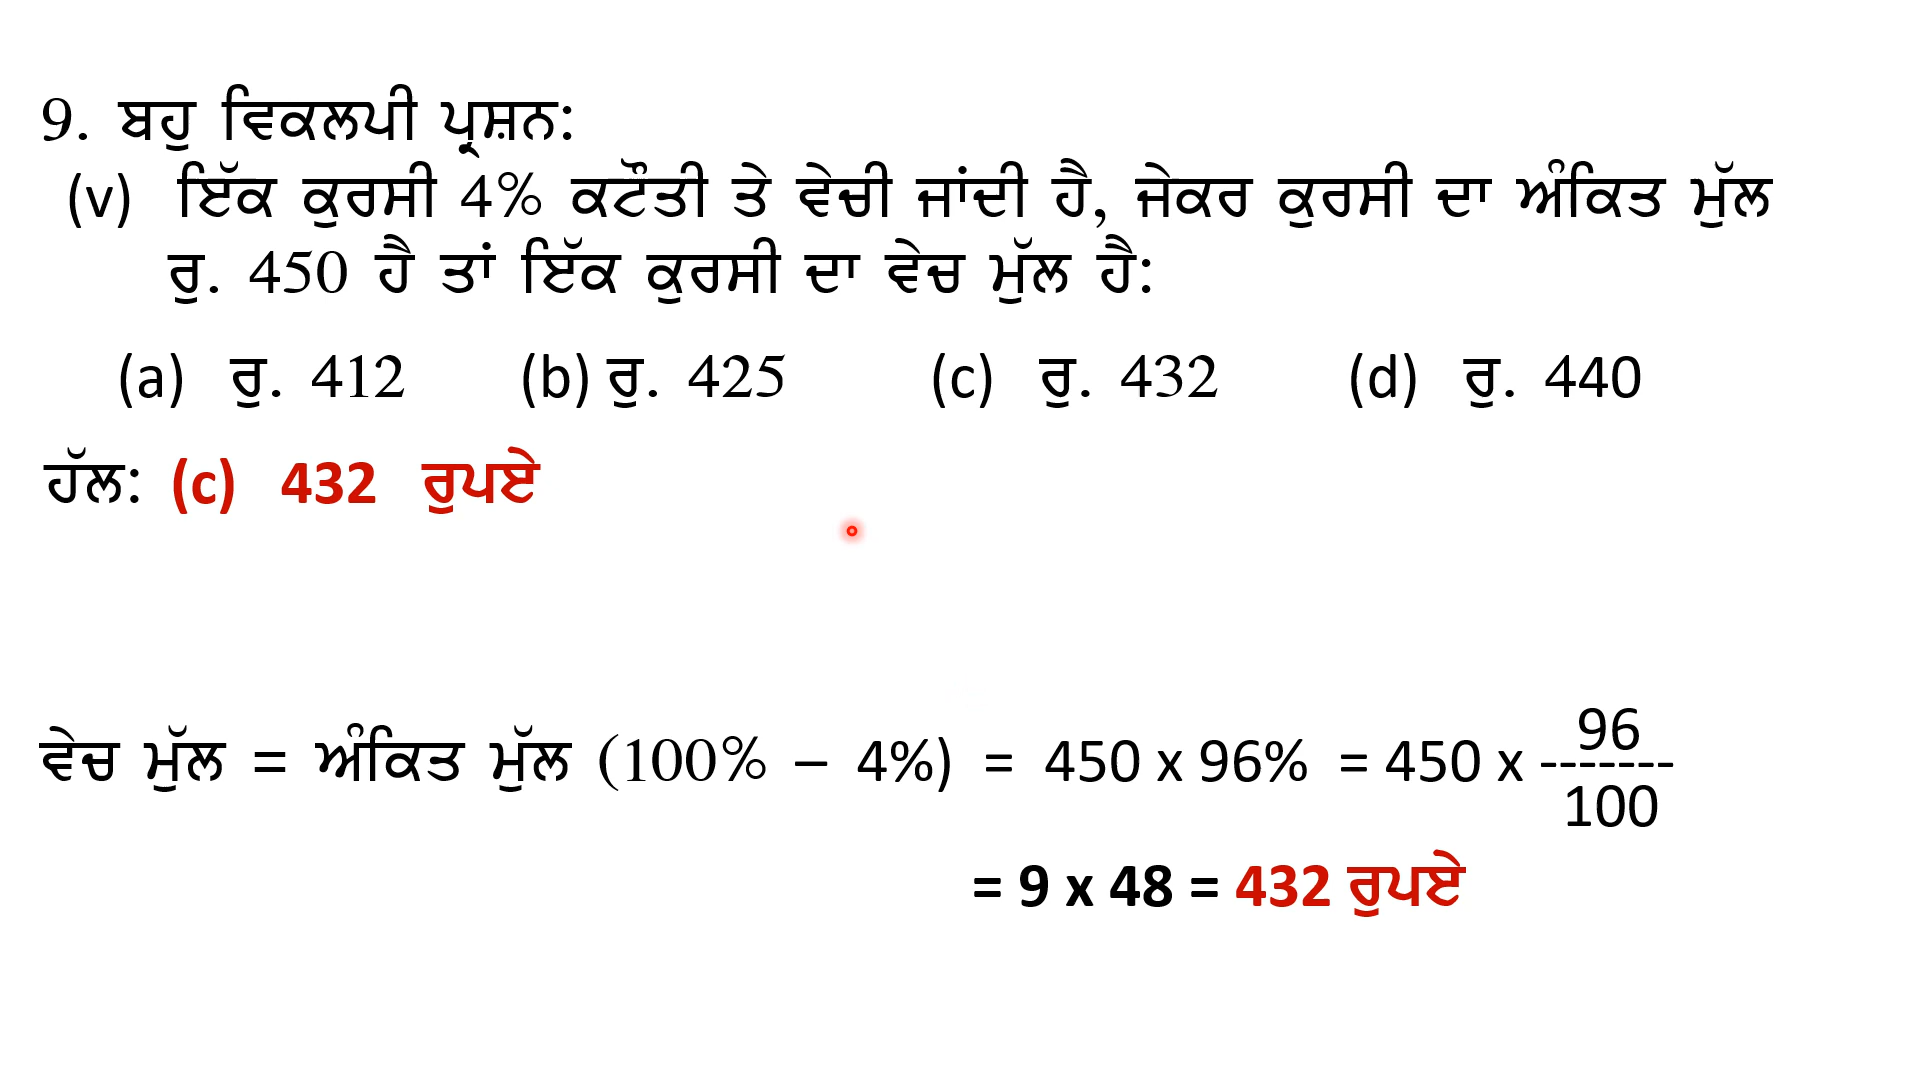 9. ਬਹੁ ਵਿਕਲਪੀ ਪ੍ਰਸ਼ਨ:
(v) ਇੱਕ ਕੁਰਸੀ 4% ਕਟੌਤੀ ਤੇ ਵੇਚੀ ਜਾਂਦੀ ਹੈ, ਜੇਕਰ ਕੁਰਸੀ ਦਾ ਅੰਕਿਤ ਮੁੱਲ
ਰੁ. 450 ਹੈ ਤਾਂ ਇੱਕ ਕੁਰਸੀ ਦਾ ਵੇਚ ਮੁੱਲ ਹੈ:
(a) ਰੁ. 412 (b) ਰੁ. 425 (c) ਰੁ. 432 (d) ਰੁ. 440
ਹੱਲ: (c) 432 ਰੁਪਏ
ਵੇਚ ਮੁੱਲ = ਅੰਕਿਤ ਮੁੱਲ (100% – 4%) = 450 x 96% = 450 x 96
-------
100
= 9 x 48 = 432 ਰੁਪਏ